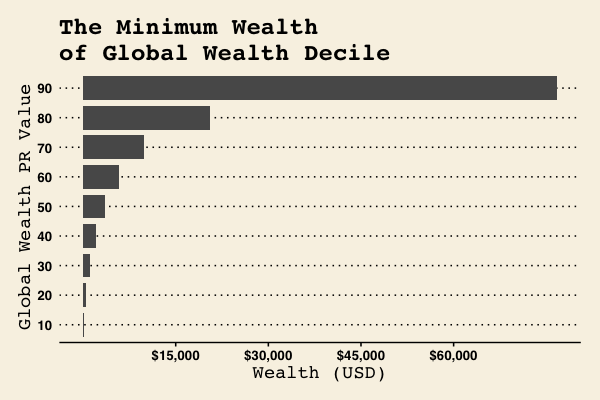 The Minimum Wealth
of Global Wealth Decile
Global Wealth PR Value
90
80
70
60
50
40
30
20
10
$15,000 $30,000 $45,000 $60,000
Wealth (USD)